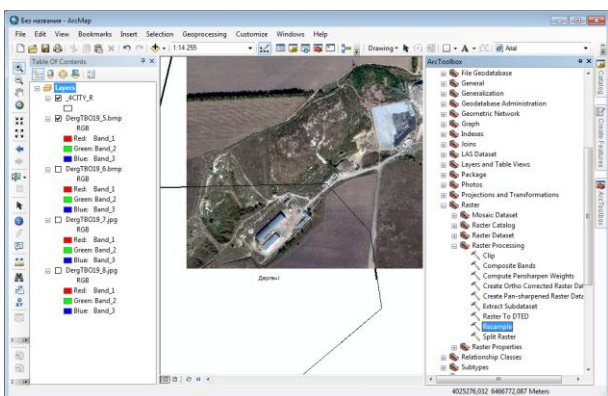 Без названия - ArcMap
File Edit View Bookmarks Insert Selection Geoprocessing Customize Windows Help
1:14 255
Drawing
Arial
Table Of Contents
Layers
_4CITY_R
DergTBO19_5.bmp
RGB
Red: Band_1
Green: Band_2
Blue: Band_3
DergTBO19_6.bmp
RGB
Red: Band_1
Green: Band_2
Blue: Band_3
DergTBO19_7.jpg
RGB
Red: Band_1
Green: Band_2
Blue: Band_3
DergTBO19_8.jpg
RGB
Red: Band_1
Green: Band_2
Blue: Band_3
ArcToolbox
File Geodatabase
General
Generalization
Geodatabase Administration
Geometric Network
Graph
Indexes
Joins
LAS Dataset
Layers and Table Views
Package
Photos
Projections and Transformations
Raster
Mosaic Dataset
Raster Catalog
Raster Dataset
Raster Processing
Clip
Composite Bands
Compute Pansharpen Weights
Create Ortho Corrected Raster Dat
Create Pan-sharpened Raster Data
Extract Subdataset
Raster To DTED
Resample
Split Raster
Raster Properties
Relationship Classes
Subtypes
Catalog
Create Features
ArcToolbox
4025276,032 6466772,087 Meters